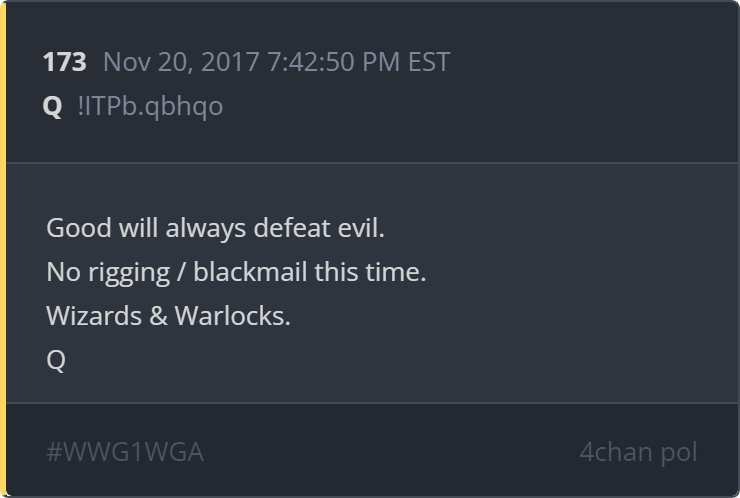 173 Nov 20, 2017 7:42:50 PM EST
Q !ITPb.qbhqo
Good will always defeat evil.
No rigging / blackmail this time.
Wizards & Warlocks.
Q
#WWG1WGA 4chan pol